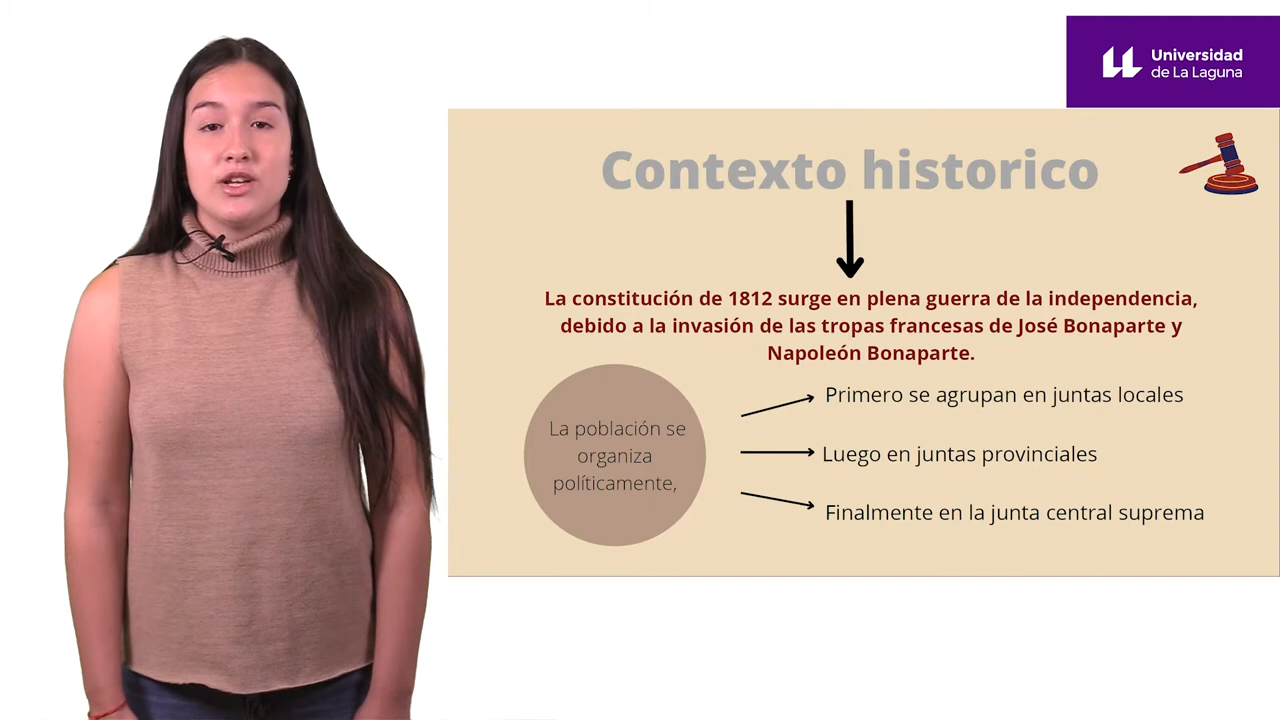 Universidad
de La Laguna
Contexto historico
La constitución de 1812 surge en plena guerra de la independencia,
debido a la invasión de las tropas francesas de José Bonaparte y
Napoleón Bonaparte.
La población se
organiza
políticamente,
Primero se agrupan en juntas locales
Luego en juntas provinciales
Finalmente en la junta central suprema